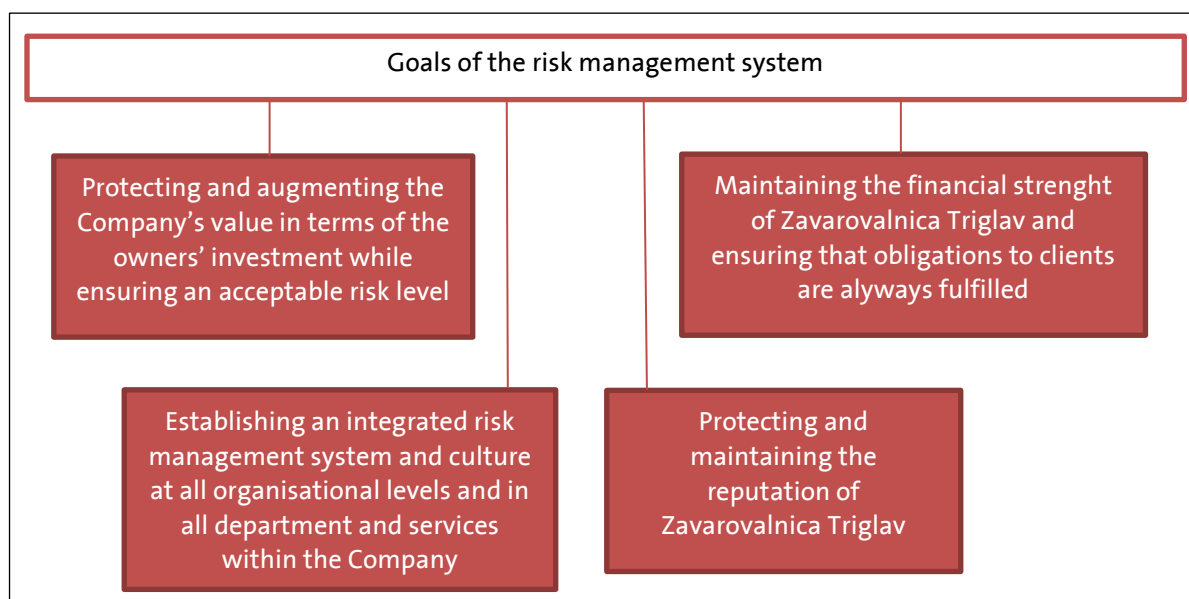 Goals of the risk management system
Protecting and augmenting the
Company’s value in terms of the
owners’ investment while
ensuring an acceptable risk level
Maintaining the financial strenght
of Zavarovalnica Triglav and
ensuring that obligations to clients
are alyways fulfilled
Establishing an integrated risk
management system and culture
at all organisational levels and in
all department and services
within the Company
Protecting and
maintaining the
reputation of
Zavarovalnica Triglav